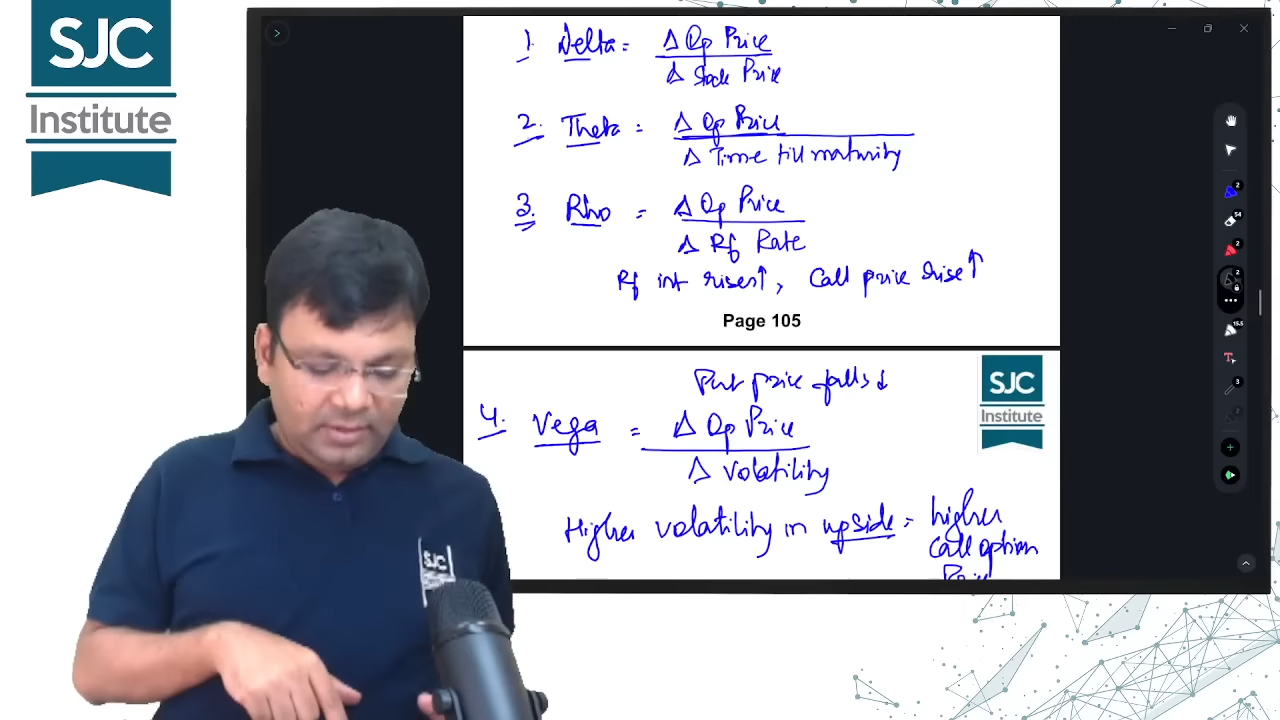 SJC
Institute
1. Delta = Δ Op Price
Δ Stock Price
2. Theta = Δ Op Price
Δ Time till maturity
3. Rho = Δ Op Price
Δ Rf Rate
Rf int rises↑, Call price rise↑
Page 105
SJC
Institute
Put price falls↓
4. Vega = Δ Op Price
Δ Volatility
Higher volatility in upside = higher
Call option
Price
SJC